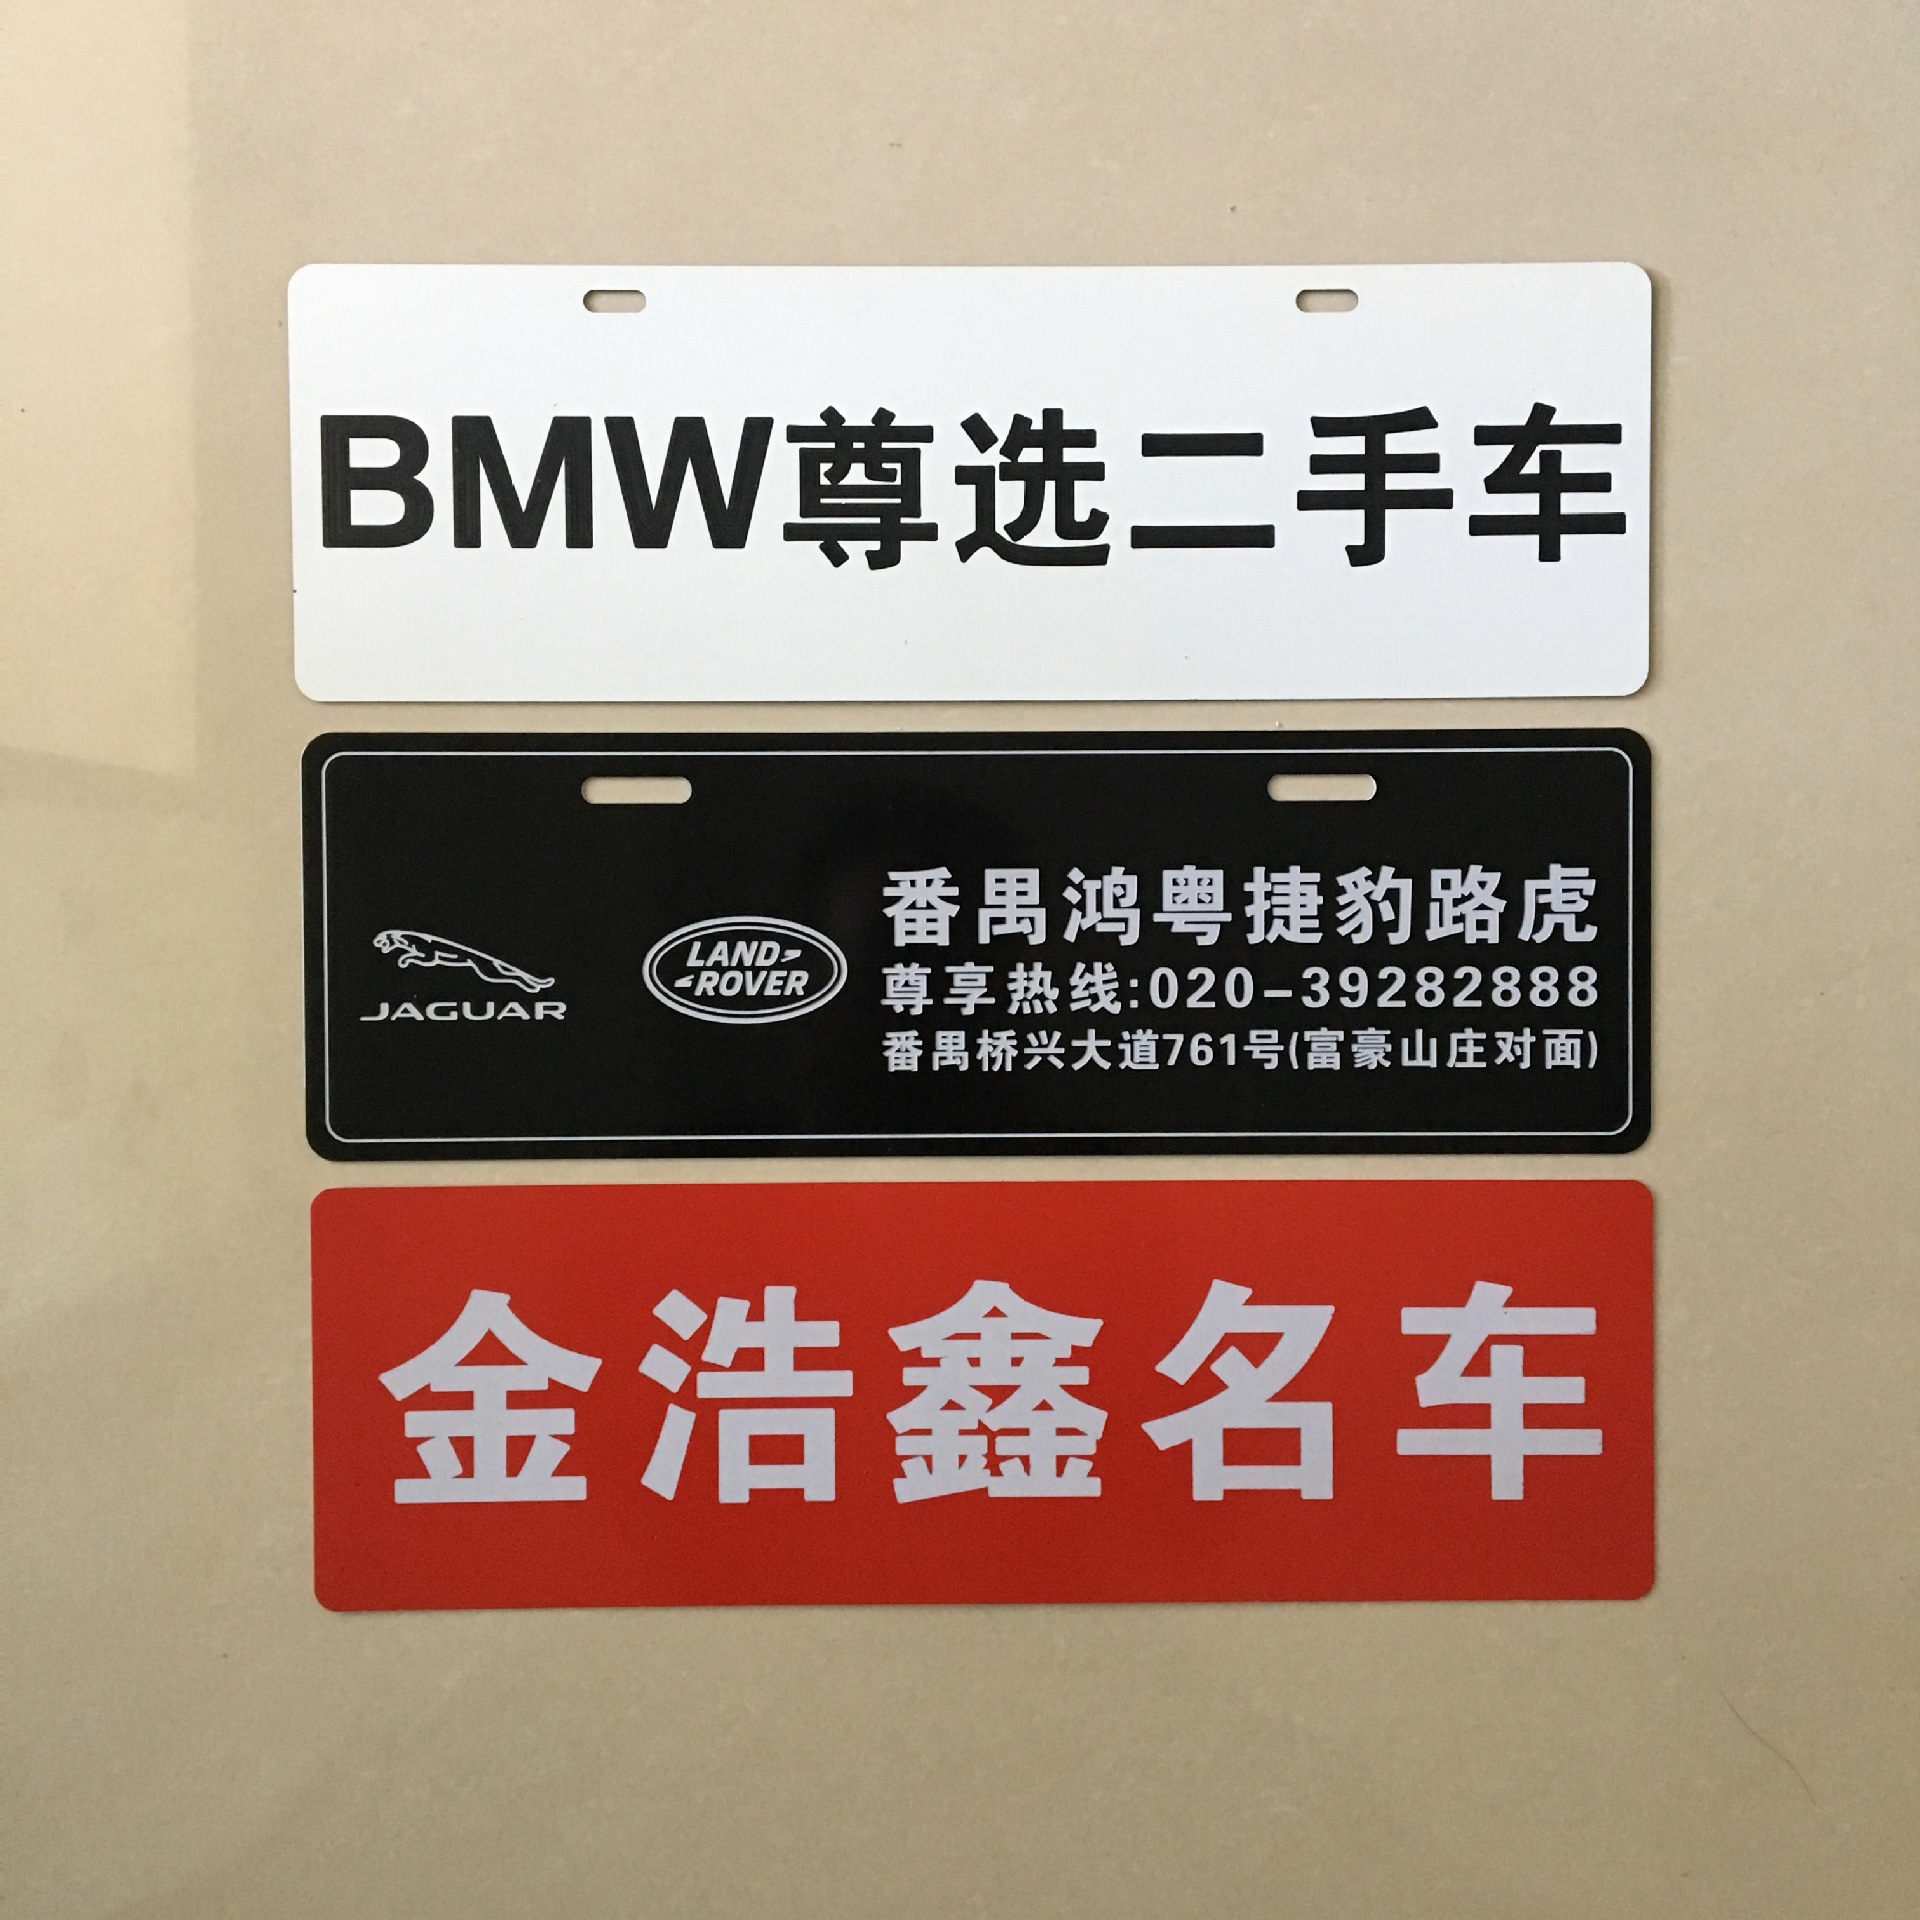 BMW尊选二手车
JAGUAR
LAND
ROVER
番禺鸿粤捷豹路虎
尊享热线:020-39282888
番禺桥兴大道761号(富豪山庄对面)
金浩鑫名车